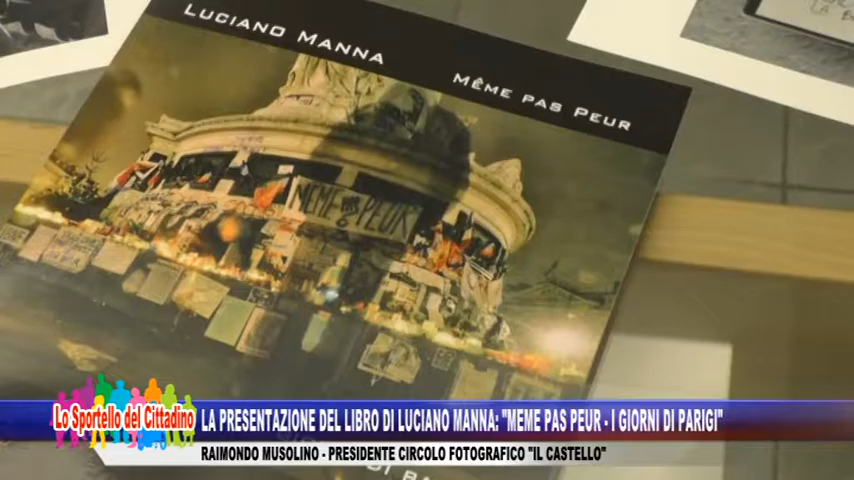 LUCIANO MANNA
MÊME PAS PEUR
MEME PAS PEUR
Lo Sportello del Cittadino
LA PRESENTAZIONE DEL LIBRO DI LUCIANO MANNA: "MEME PAS PEUR - I GIORNI DI PARIGI"
RAIMONDO MUSOLINO - PRESIDENTE CIRCOLO FOTOGRAFICO "IL CASTELLO"